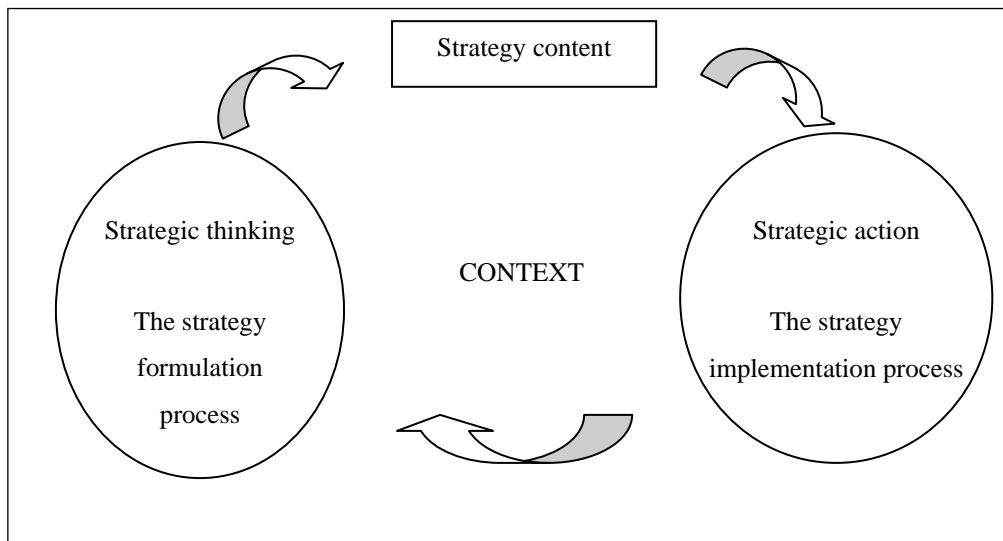 Strategy content
Strategic thinking
The strategy
formulation
process
CONTEXT
Strategic action
The strategy
implementation process